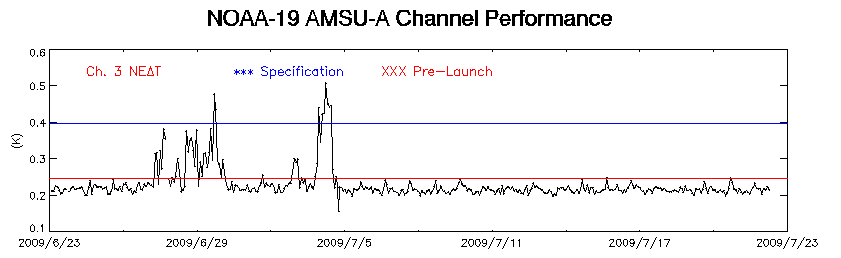 NOAA-19 AMSU-A Channel Performance
0.6
Ch. 3 NEΔT *** Specification XXX Pre-Launch
0.5
0.4
(K)
0.3
0.2
0.1
2009/6/23 2009/6/29 2009/7/5 2009/7/11 2009/7/17 2009/7/23